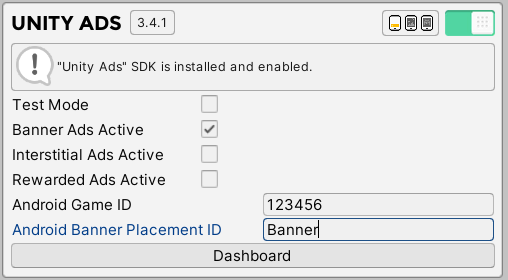 UNITY ADS 3.4.1
"Unity Ads" SDK is installed and enabled.
Test Mode
Banner Ads Active
Interstitial Ads Active
Rewarded Ads Active
Android Game ID 123456
Android Banner Placement ID Banner
Dashboard